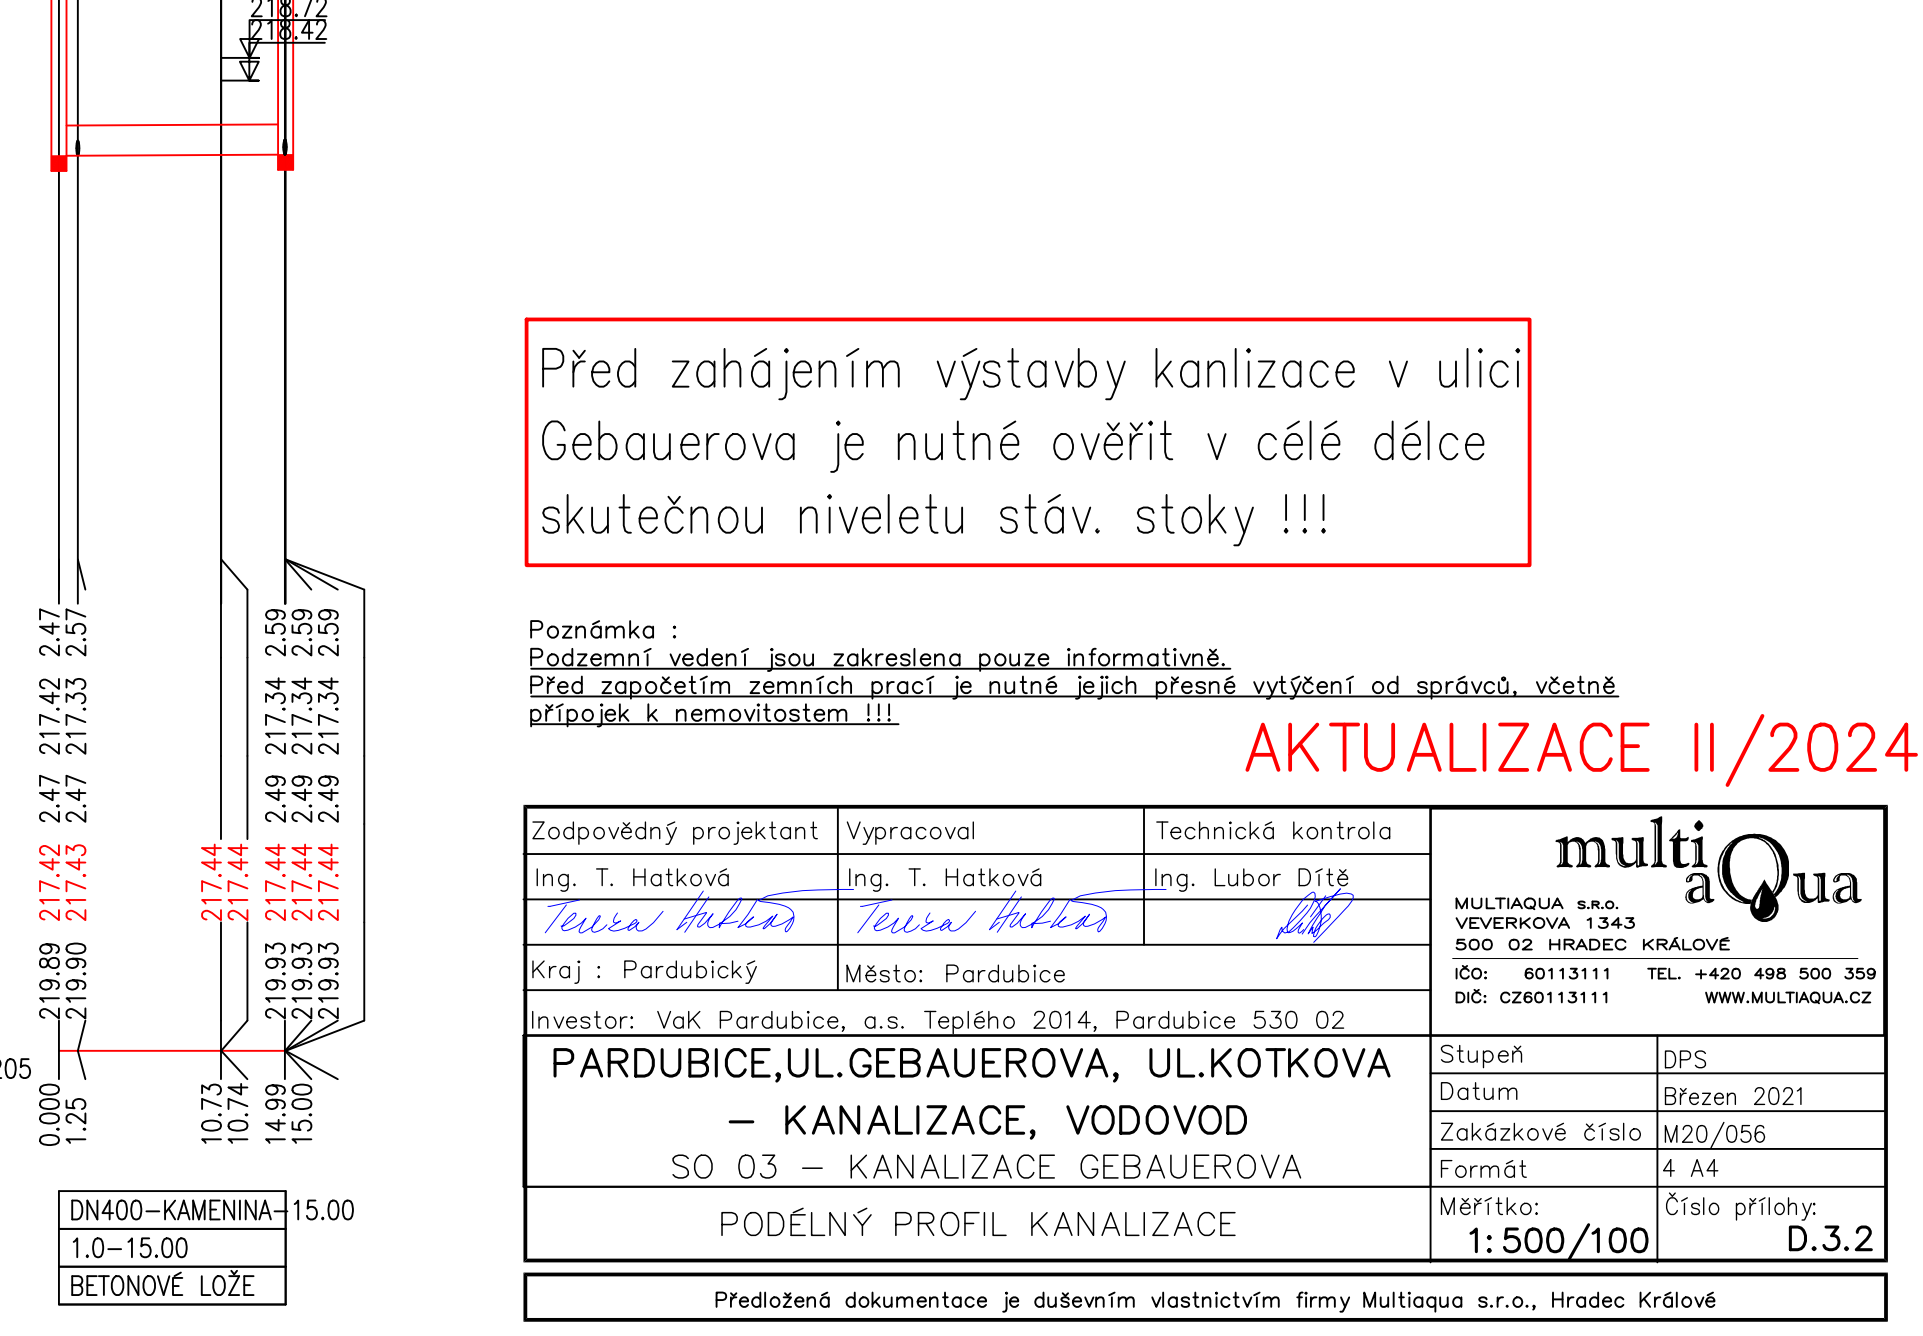 218.72
218.42
Před zahájením výstavby kanlizace v ulici
Gebauerova je nutné ověřit v célé délce
skutečnou niveletu stáv. stoky !!!
Poznámka :
Podzemní vedení jsou zakreslena pouze informativně.
Před započetím zemních prací je nutné jejich přesné vytýčení od správců, včetně
přípojek k nemovitostem !!!
AKTUALIZACE II/2024
0.000 219.89 217.42 2.47 217.42 2.47
1.25 219.90 217.43 2.47 217.33 2.57
10.73 217.44
10.74 217.44
14.99 219.93 217.44 2.49 217.34 2.59
15.00 219.93 217.44 2.49 217.34 2.59
219.93 217.44 2.49 217.34 2.59
205
DN400-KAMENINA-15.00
1.0-15.00
BETONOVÉ LOŽE
Zodpovědný projektant Vypracoval Technická kontrola
Ing. T. Hatková Ing. T. Hatková Ing. Lubor Dítě
Kraj : Pardubický Město: Pardubice
Investor: VaK Pardubice, a.s. Teplého 2014, Pardubice 530 02
multi
aQua
MULTIAQUA s.R.o.
VEVERKOVA 1343
500 02 HRADEC KRÁLOVÉ
IČO: 60113111 TEL. +420 498 500 359
DIČ: CZ60113111 WWW.MULTIAQUA.CZ
PARDUBICE,UL.GEBAUEROVA, UL.KOTKOVA
– KANALIZACE, VODOVOD
SO 03 – KANALIZACE GEBAUEROVA
PODÉLNÝ PROFIL KANALIZACE
Stupeň DPS
Datum Březen 2021
Zakázkové číslo M20/056
Formát 4 A4
Měřítko: Číslo přílohy:
1:500/100 D.3.2
Předložená dokumentace je duševním vlastnictvím firmy Multiaqua s.r.o., Hradec Králové